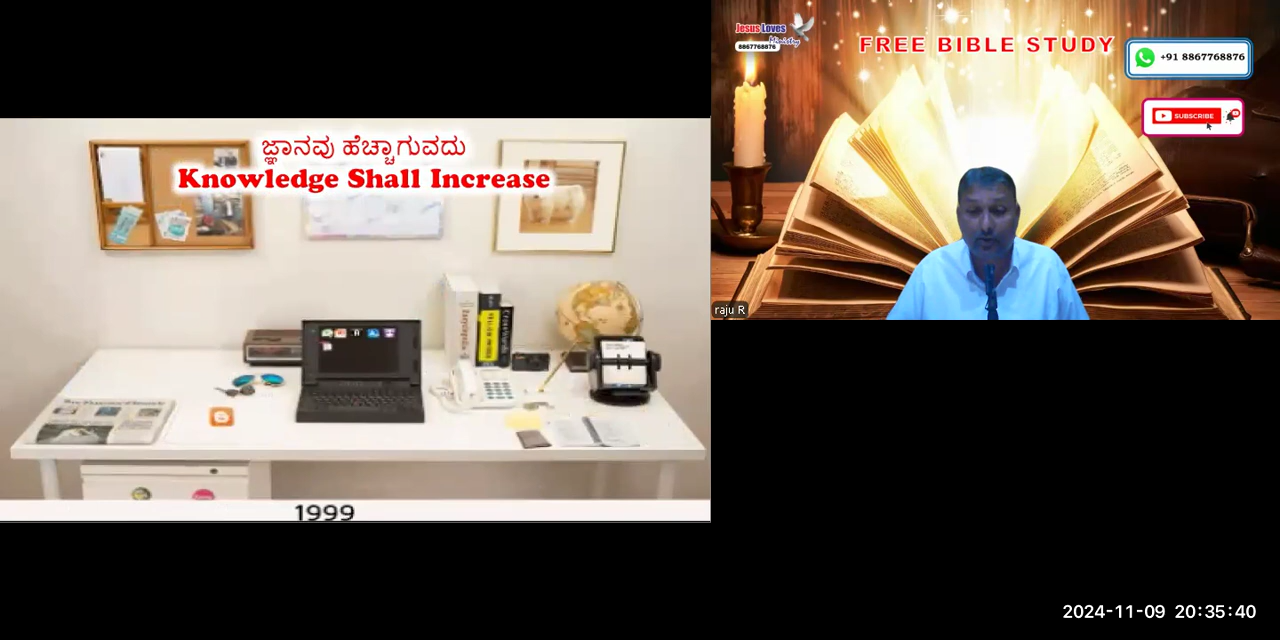 ಜ್ಞಾನವು ಹೆಚ್ಚಾಗುವದು
Knowledge Shall Increase
1999
Jesus Loves
Ministry
8867768876
FREE BIBLE STUDY
+91 8867768876
SUBSCRIBE
raju R
2024-11-09 20:35:40